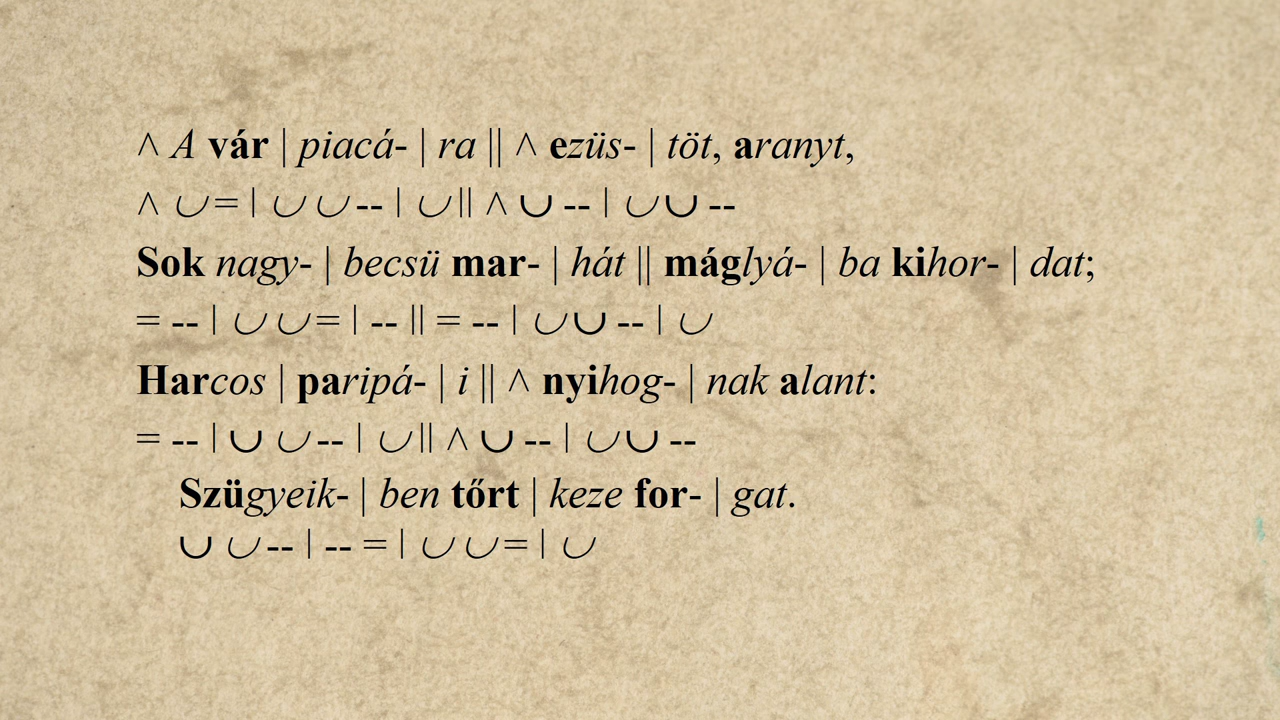 ^ A vár | piacá- | ra || ^ ezüs- | töt, aranyt,
^ ∪ = | ∪ ∪ -- | ∪ || ^ ∪ -- | ∪ ∪ --
Sok nagy- | becsü mar- | hát || máglyá- | ba kihor- | dat;
= -- | ∪ ∪ = | -- || = -- | ∪ ∪ -- | ∪
Harcos | paripá- | i || ^ nyihog- | nak alant:
= -- | ∪ ∪ -- | ∪ || ^ ∪ -- | ∪ ∪ --
Szügyeik- | ben tőrt | keze for- | gat.
∪ ∪ -- | -- = | ∪ ∪ = | ∪